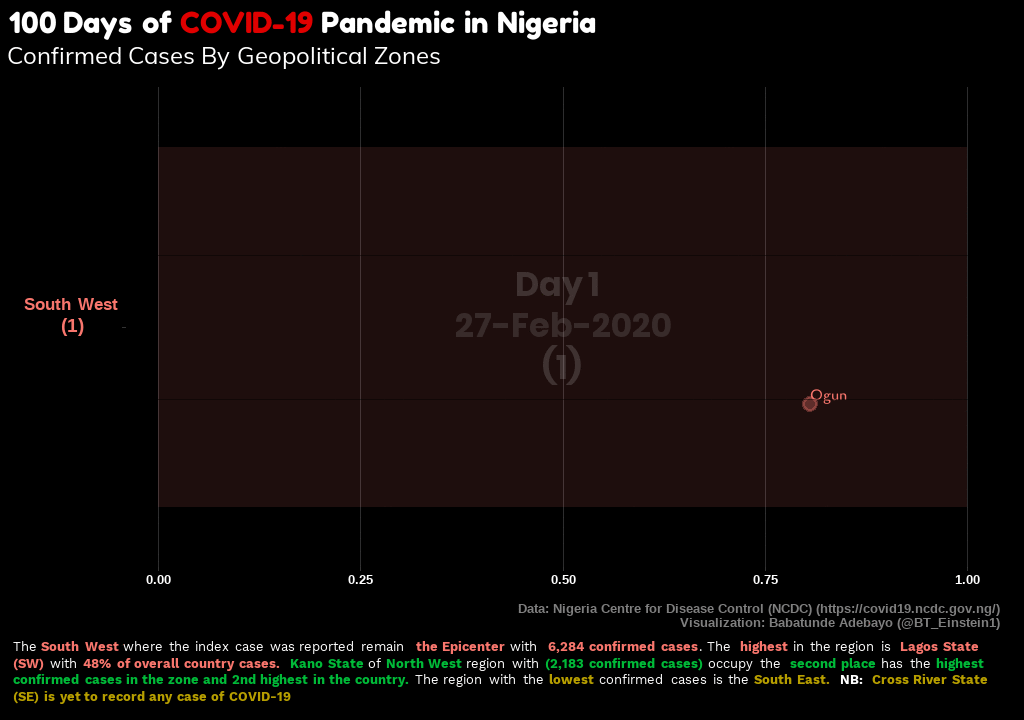 100 Days of COVID-19 Pandemic in Nigeria
Confirmed Cases By Geopolitical Zones
Day 1
27-Feb-2020
(1)
South West
(1)
Ogun
0.00 0.25 0.50 0.75 1.00
Data: Nigeria Centre for Disease Control (NCDC) (https://covid19.ncdc.gov.ng/)
Visualization: Babatunde Adebayo (@BT_Einstein1)
The South West where the index case was reported remain the Epicenter with 6,284 confirmed cases. The highest in the region is Lagos State
(SW) with 48% of overall country cases. Kano State of North West region with (2,183 confirmed cases) occupy the second place has the highest
confirmed cases in the zone and 2nd highest in the country. The region with the lowest confirmed cases is the South East. NB: Cross River State
(SE) is yet to record any case of COVID-19